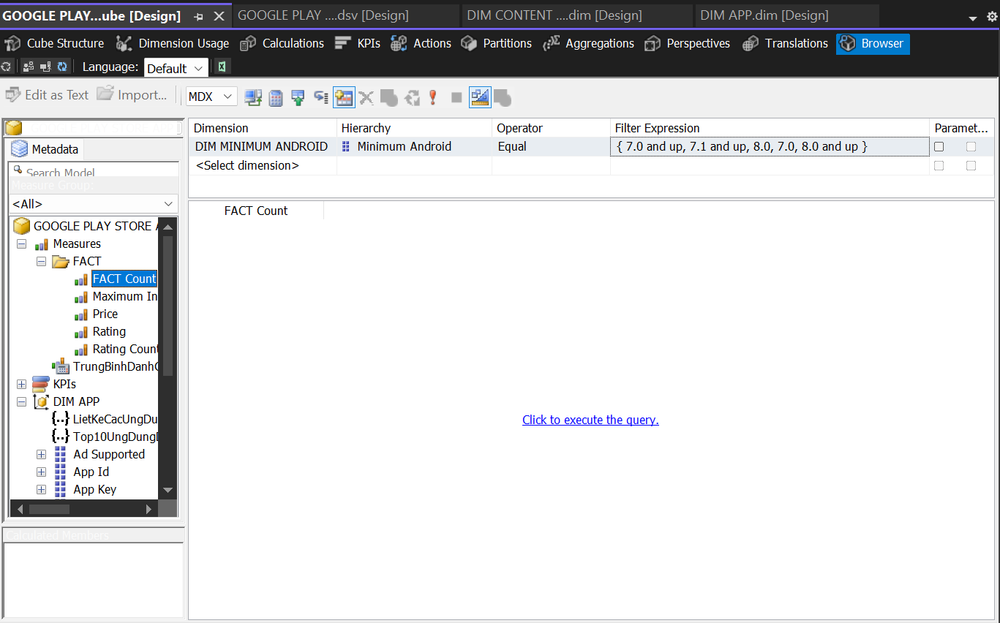 GOOGLE PLAY...ube [Design]
GOOGLE PLAY ....dsv [Design]
DIM CONTENT ....dim [Design]
DIM APP.dim [Design]
Cube Structure
Dimension Usage
Calculations
KPIs
Actions
Partitions
Aggregations
Perspectives
Translations
Browser
Language:
Default
Edit as Text
Import...
MDX
GOOGLE PLAY STORE APP
Metadata
Search Model
Measure Group:
<All>
GOOGLE PLAY STORE A
Measures
FACT
FACT Count
Maximum In
Price
Rating
Rating Count
TrungBinhDanhG
KPIs
DIM APP
LietKeCacUngDu
Top10UngDungD
Ad Supported
App Id
App Key
Calculated Members
Dimension Hierarchy Operator Filter Expression Paramet...
DIM MINIMUM ANDROID Minimum Android Equal { 7.0 and up, 7.1 and up, 8.0, 7.0, 8.0 and up }
<Select dimension>
FACT Count
Click to execute the query.